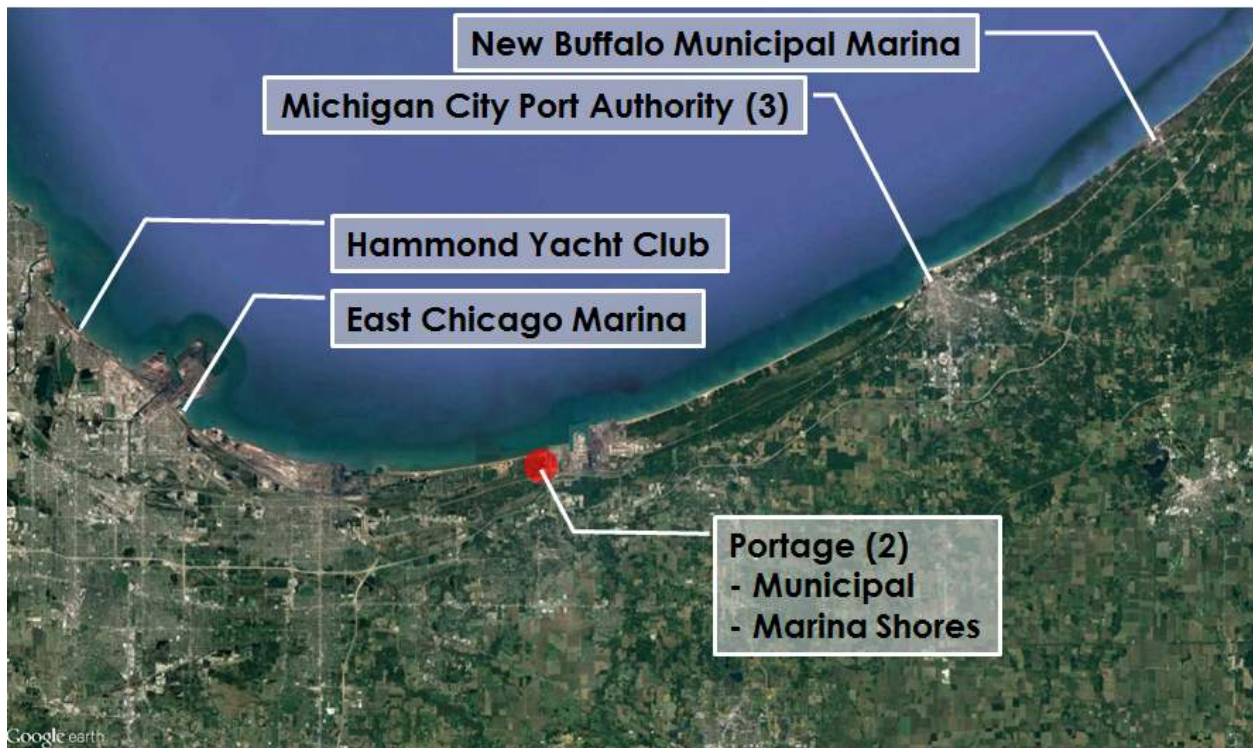 New Buffalo Municipal Marina
Michigan City Port Authority (3)
Hammond Yacht Club
East Chicago Marina
Portage (2)
- Municipal
- Marina Shores
Google earth